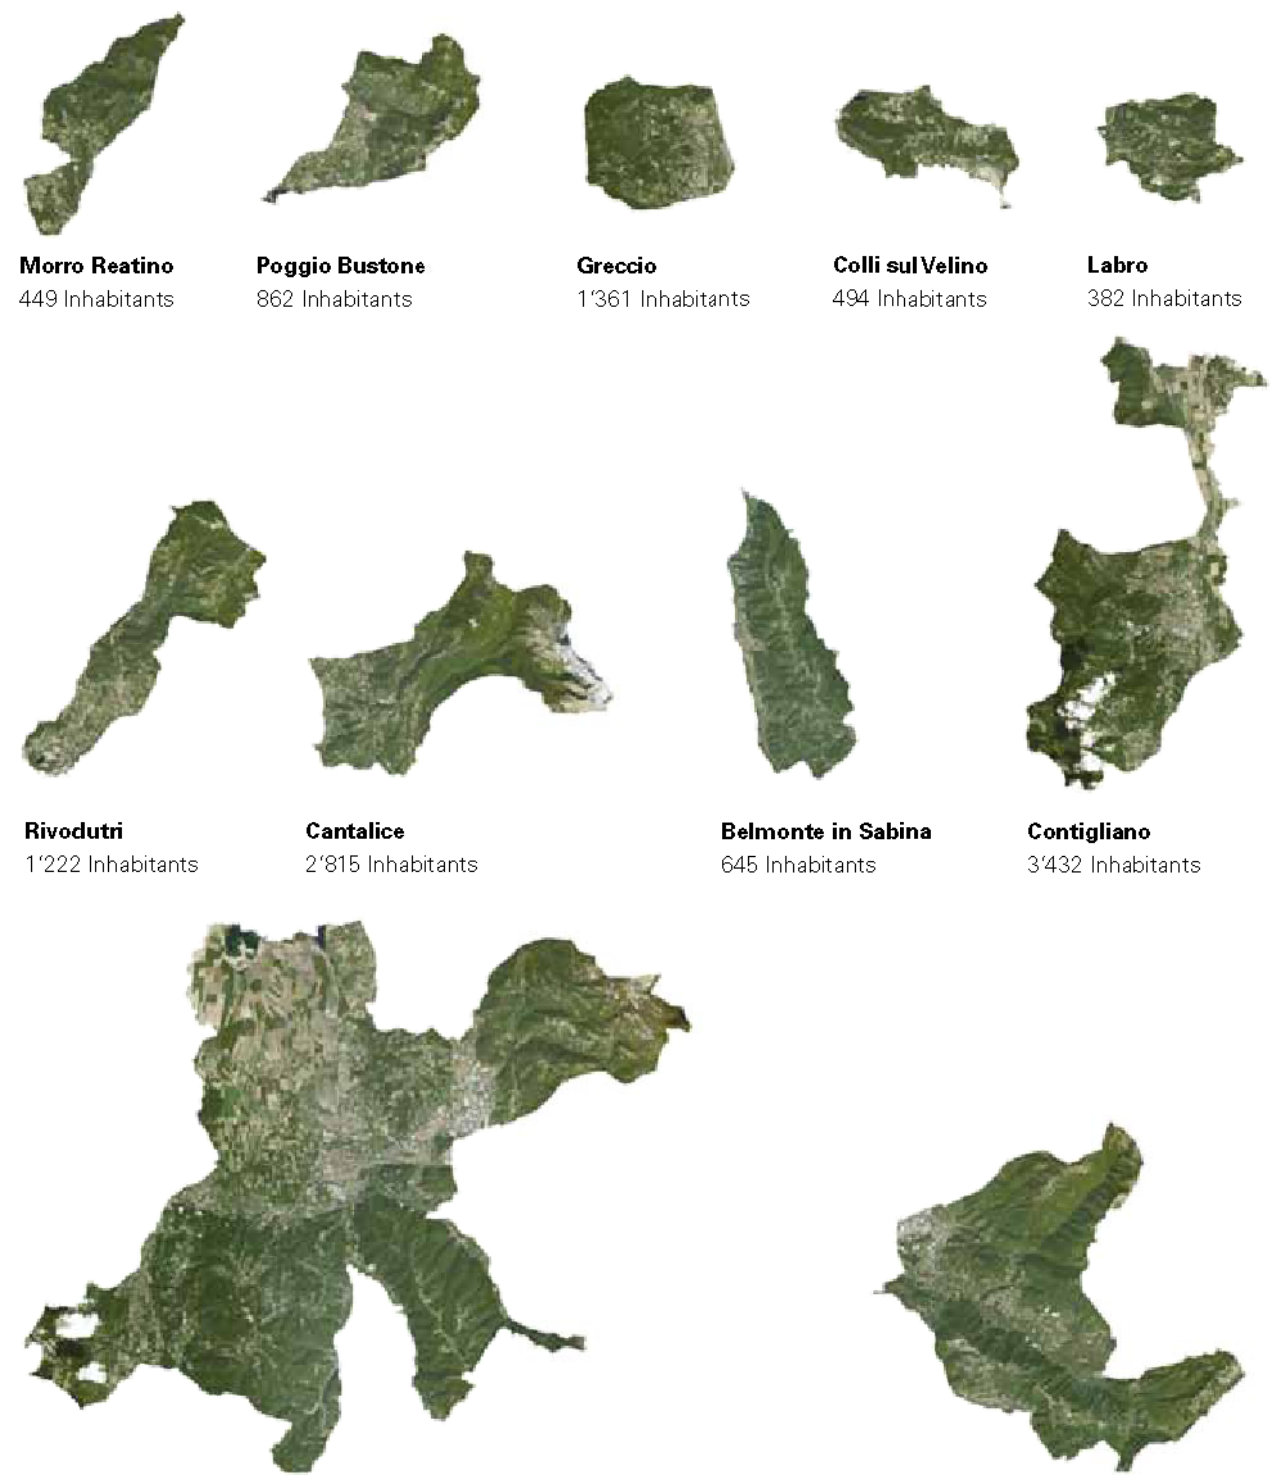 Morro Reatino
449 Inhabitants
Poggio Bustone
862 Inhabitants
Greccio
1‘361 Inhabitants
Colli sul Velino
494 Inhabitants
Labro
382 Inhabitants
Rivodutri
1‘222 Inhabitants
Cantalice
2‘815 Inhabitants
Belmonte in Sabina
645 Inhabitants
Contigliano
3‘432 Inhabitants